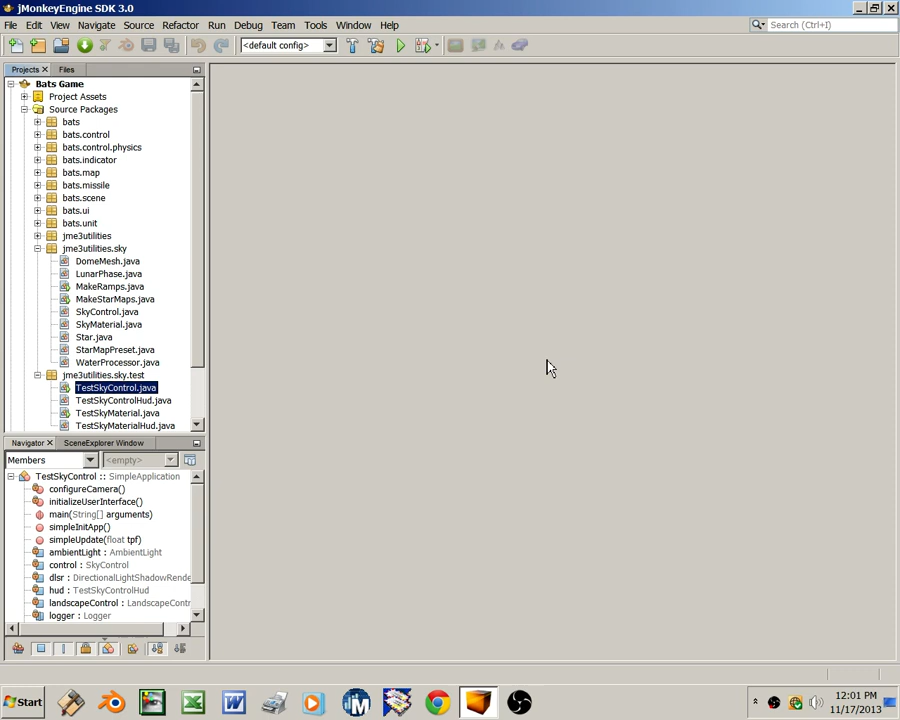 jMonkeyEngine SDK 3.0
File Edit View Navigate Source Refactor Run Debug Team Tools Window Help
Search (Ctrl+I)
<default config>
Projects Files
Bats Game
Project Assets
Source Packages
bats
bats.control
bats.control.physics
bats.indicator
bats.map
bats.missile
bats.scene
bats.ui
bats.unit
jme3utilities
jme3utilities.sky
DomeMesh.java
LunarPhase.java
MakeRamps.java
MakeStarMaps.java
SkyControl.java
SkyMaterial.java
Star.java
StarMapPreset.java
WaterProcessor.java
jme3utilities.sky.test
TestSkyControl.java
TestSkyControlHud.java
TestSkyMaterial.java
TestSkyMaterialHud.java
Navigator SceneExplorer Window
Members <empty>
TestSkyControl :: SimpleApplication
configureCamera()
initializeUserInterface()
main(String[] arguments)
simpleInitApp()
simpleUpdate(float tpf)
ambientLight : AmbientLight
control : SkyControl
dlsr : DirectionalLightShadowRende
hud : TestSkyControlHud
landscapeControl : LandscapeContr
logger : Logger
Start
12:01 PM
11/17/2013